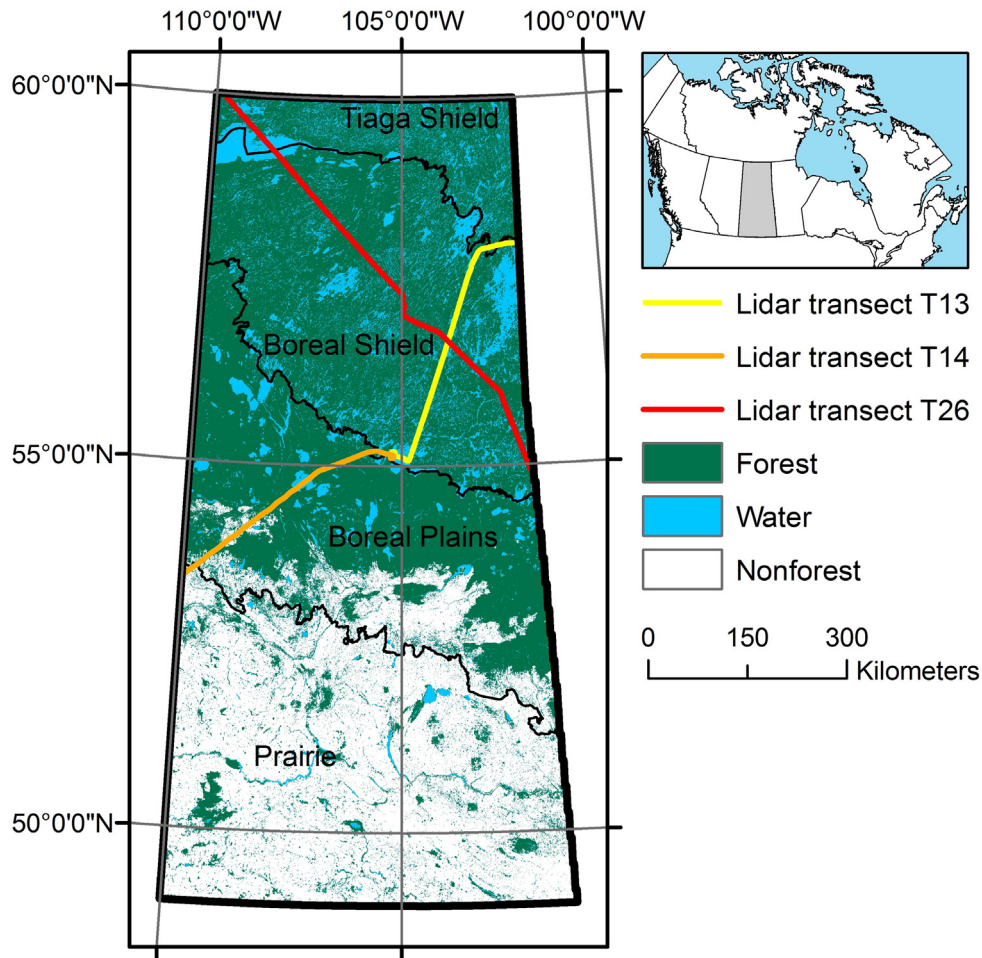 110°0'0"W 105°0'0"W 100°0'0"W
60°0'0"N
Tiaga Shield
Boreal Shield
55°0'0"N
Boreal Plains
Prairie
50°0'0"N
Lidar transect T13
Lidar transect T14
Lidar transect T26
Forest
Water
Nonforest
0 150 300
Kilometers